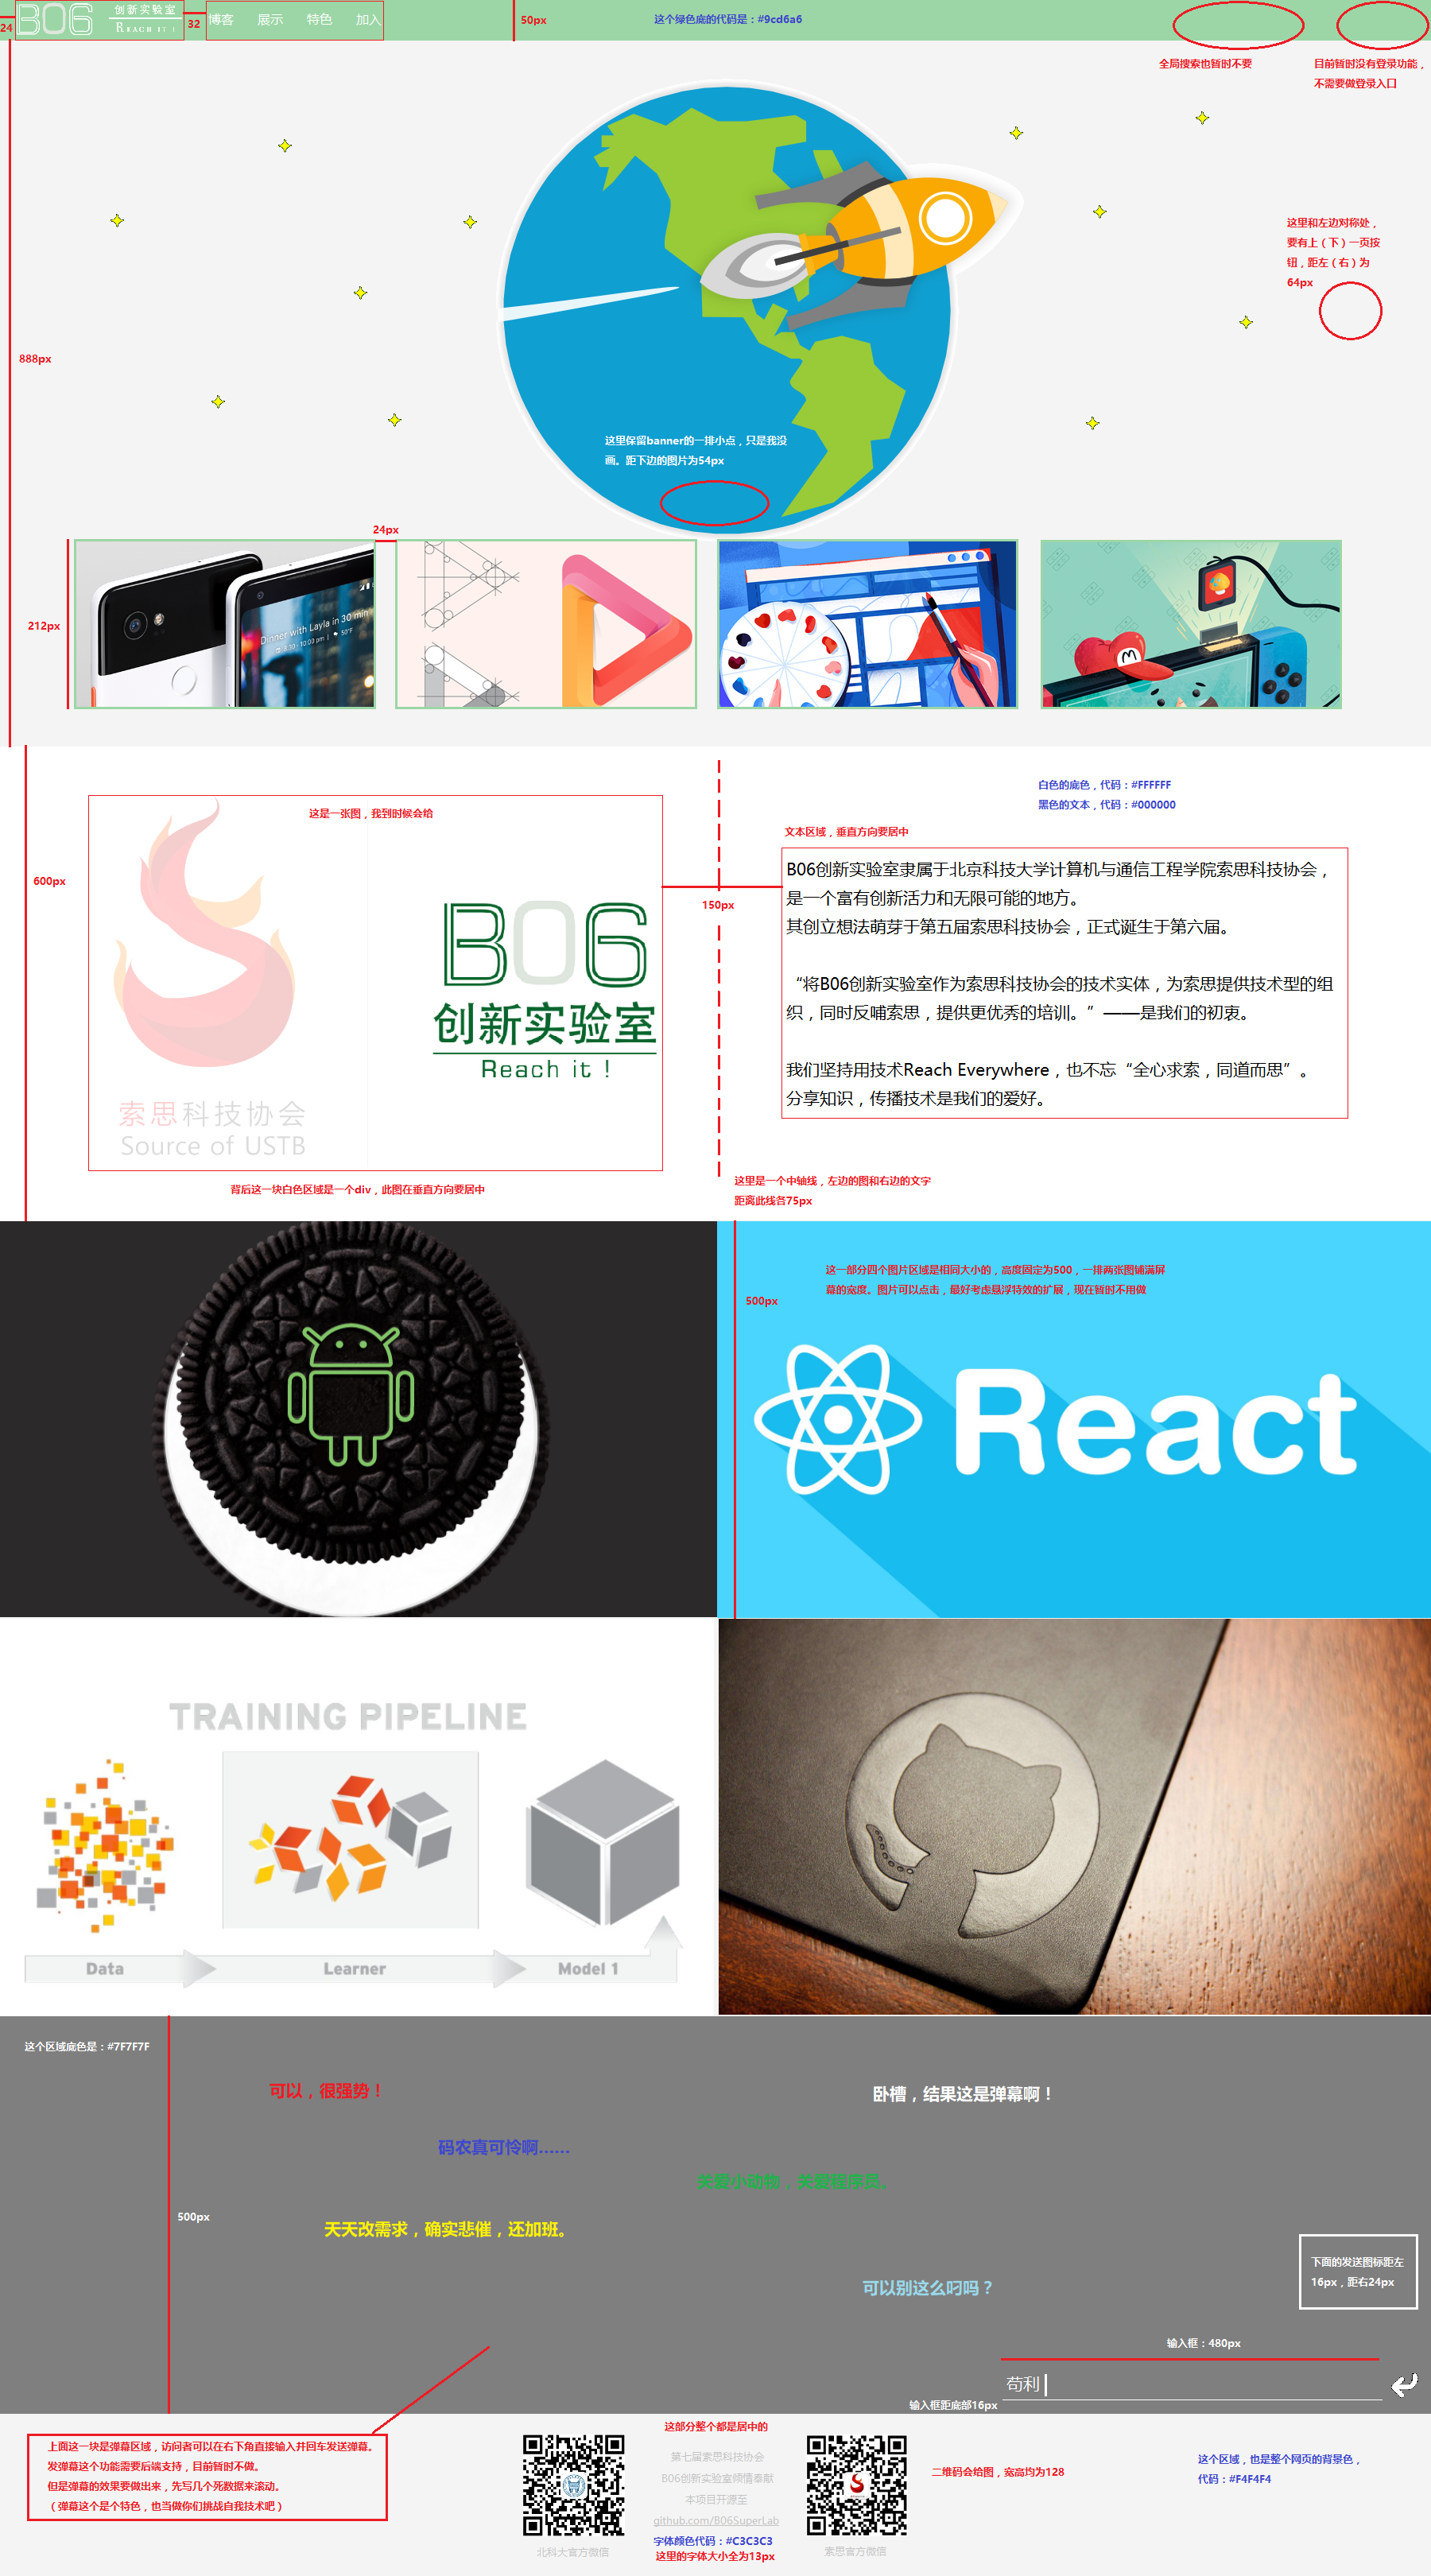 24
B06
创新实验室
Reach it !
32
博客 展示 特色 加入
50px
这个绿色底的代码是：#9cd6a6
全局搜索也暂时不要
目前暂时没有登录功能，
不需要做登录入口
这里和左边对称处，
要有上（下）一页按
钮，距左（右）为
64px
888px
这里保留banner的一排小点，只是我没
画。距下边的图片为54px
24px
212px
Dinner with Layla in 30 min
6:30 - 10:00 pm
50°F
白色的底色，代码：#FFFFFF
黑色的文本，代码：#000000
这是一张图，我到时候会给
文本区域，垂直方向要居中
600px
150px
B06创新实验室隶属于北京科技大学计算机与通信工程学院索思科技协会，
是一个富有创新活力和无限可能的地方。
其创立想法萌芽于第五届索思科技协会，正式诞生于第六届。
“将B06创新实验室作为索思科技协会的技术实体，为索思提供技术型的组
织，同时反哺索思，提供更优秀的培训。”——是我们的初衷。
我们坚持用技术Reach Everywhere，也不忘“全心求索，同道而思”。
分享知识，传播技术是我们的爱好。
B06
创新实验室
Reach it !
索思科技协会
Source of USTB
背后这一块白色区域是一个div，此图在垂直方向要居中
这里是一个中轴线，左边的图和右边的文字
距离此线各75px
这一部分四个图片区域是相同大小的，高度固定为500，一排两张图铺满屏
幕的宽度。图片可以点击，最好考虑悬浮特效的扩展，现在暂时不用做
500px
React
TRAINING PIPELINE
Data
Learner
Model 1
这个区域底色是：#7F7F7F
可以，很强势！
卧槽，结果这是弹幕啊！
码农真可怜啊……
关爱小动物，关爱程序员。
500px
天天改需求，确实悲催，还加班。
下面的发送图标距左
16px，距右24px
可以别这么叼吗？
输入框：480px
苟利
输入框距底部16px
上面这一块是弹幕区域，访问者可以在右下角直接输入并回车发送弹幕。
发弹幕这个功能需要后端支持，目前暂时不做。
但是弹幕的效果要做出来，先写几个死数据来滚动。
（弹幕这个是个特色，也当做你们挑战自我技术吧）
这部分整个都是居中的
第七届索思科技协会
B06创新实验室倾情奉献
本项目开源至
github.com/B06SuperLab
字体颜色代码：#C3C3C3
这里的字体大小全为13px
北科大官方微信
索思官方微信
二维码会给图，宽高均为128
这个区域，也是整个网页的背景色，
代码：#F4F4F4